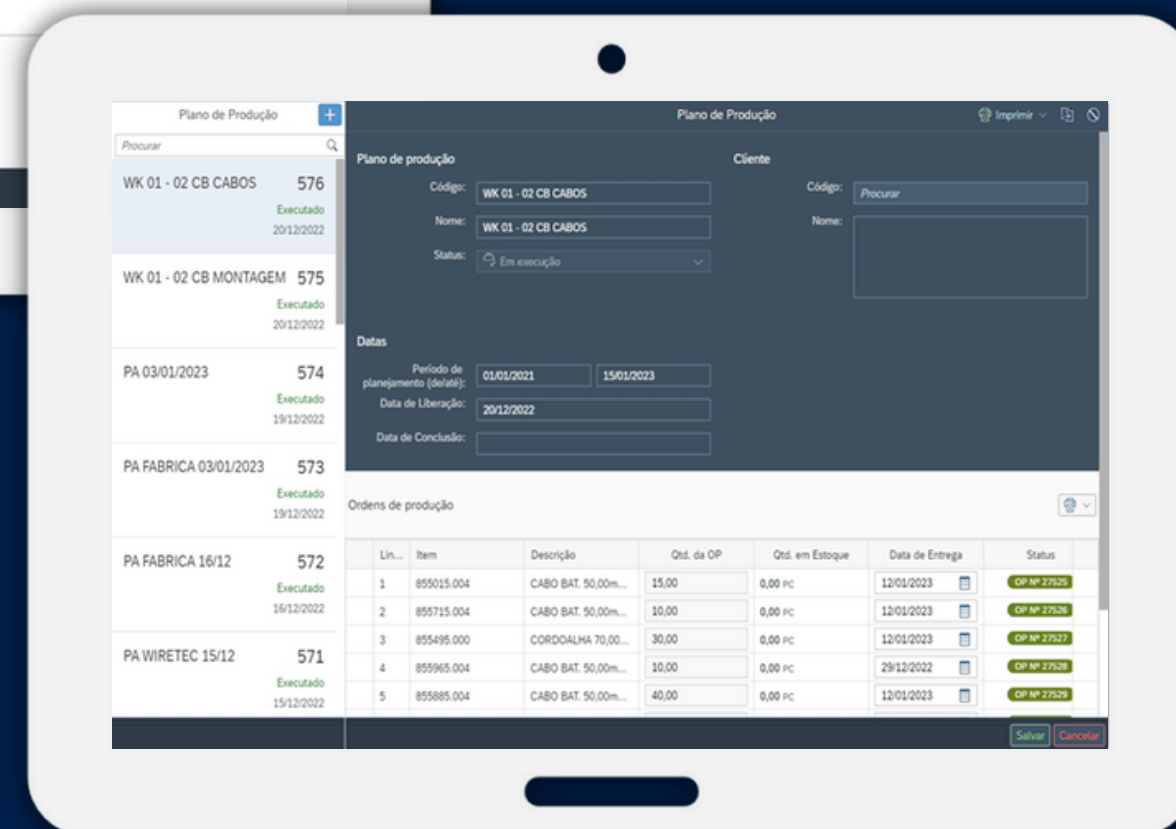 Plano de Produção
Procurar
WK 01 - 02 CB CABOS 576
Executado
20/12/2022
WK 01 - 02 CB MONTAGEM 575
Executado
20/12/2022
PA 03/01/2023 574
Executado
19/12/2022
PA FABRICA 03/01/2023 573
Executado
19/12/2022
PA FABRICA 16/12 572
Executado
16/12/2022
PA WIRETEC 15/12 571
Executado
15/12/2022
Plano de Produção Imprimir
Plano de produção
Código: WK 01 - 02 CB CABOS
Nome: WK 01 - 02 CB CABOS
Status: Em execução
Cliente
Código: Procurar
Nome:
Datas
Período de
planejamento (de/até): 01/01/2021 15/01/2023
Data de Liberação: 20/12/2022
Data de Conclusão:
Ordens de produção
Lin... Item Descrição Qtd. da OP Qtd. em Estoque Data de Entrega Status
1 855015.004 CABO BAT. 50,00m... 15,00 0,00 PC 12/01/2023 OP Nº 27525
2 855715.004 CABO BAT. 50,00m... 10,00 0,00 PC 12/01/2023 OP Nº 27526
3 855495.000 CORDOALHA 70,00... 30,00 0,00 PC 12/01/2023 OP Nº 27527
4 855965.004 CABO BAT. 50,00m... 10,00 0,00 PC 29/12/2022 OP Nº 27528
5 855885.004 CABO BAT. 50,00m... 40,00 0,00 PC 12/01/2023 OP Nº 27529
Salvar Cancelar